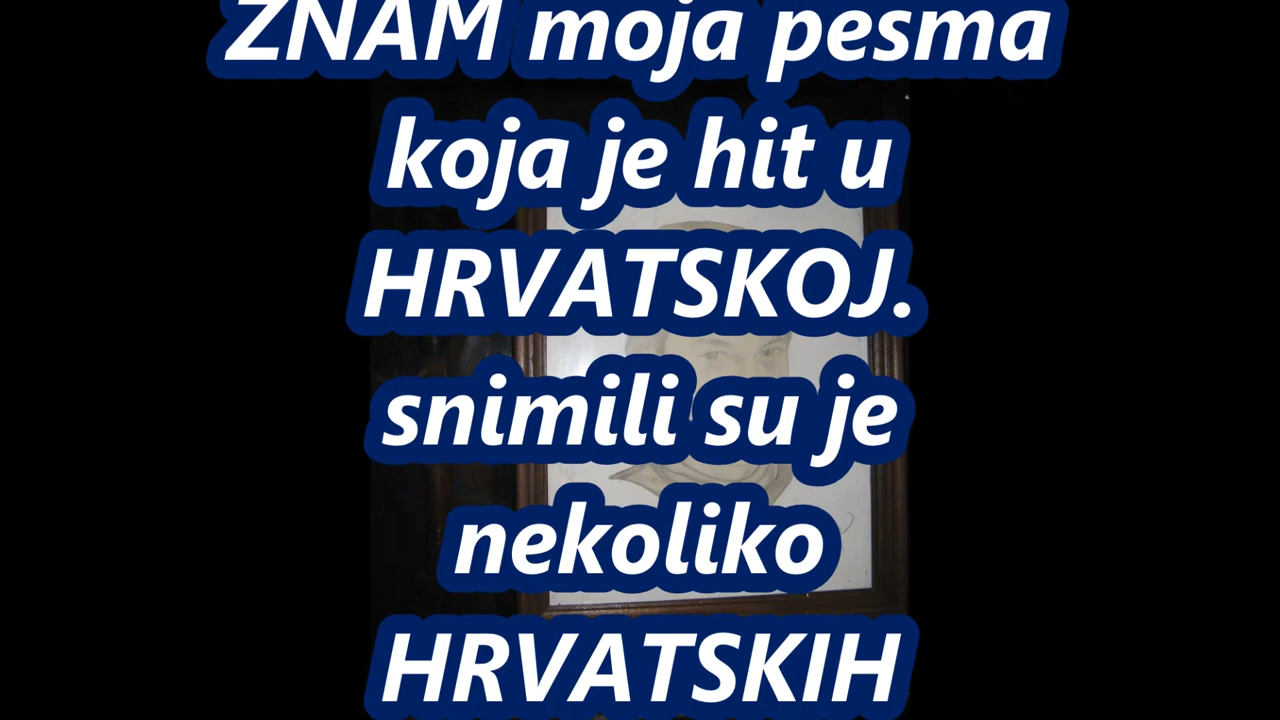 ZNAM moja pesma
koja je hit u
HRVATSKOJ.
snimili su je
nekoliko
HRVATSKIH